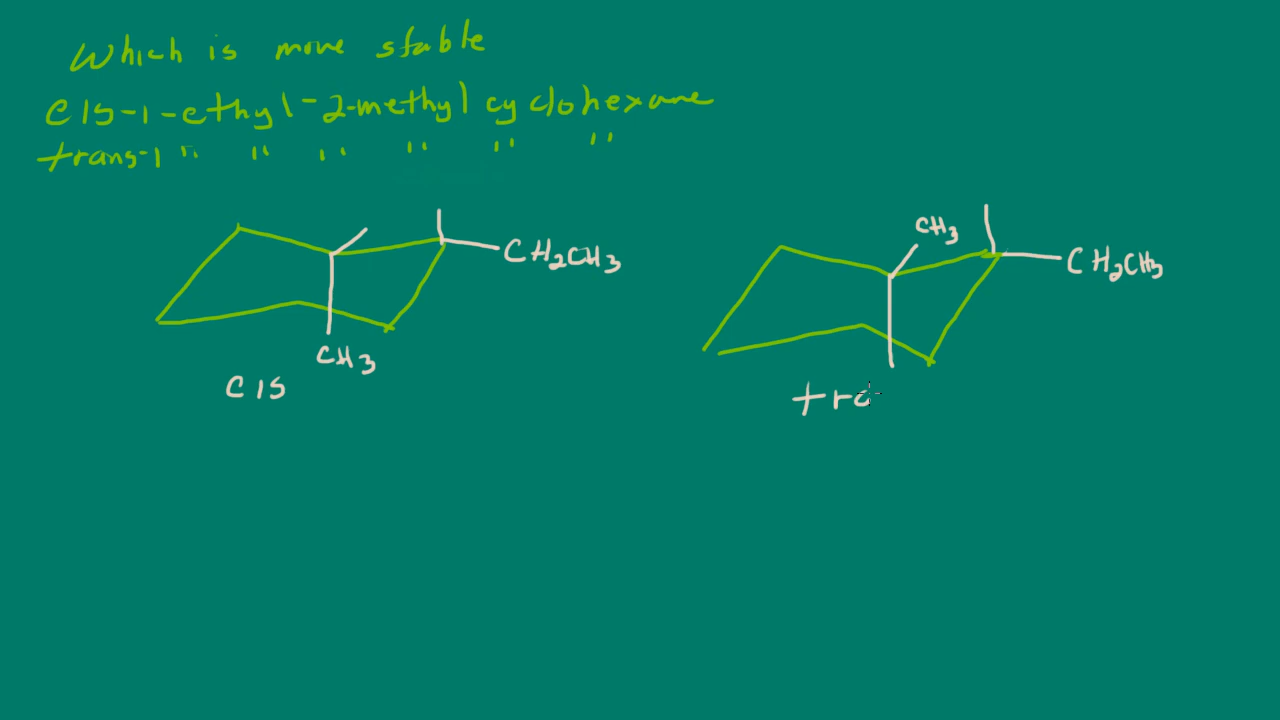 Which is more stable
CIS-1-ethyl-2-methyl cyclohexane
trans-1 " " " " " "
CH3
CH2CH3
CH2CH3
CH3
CIS
tra